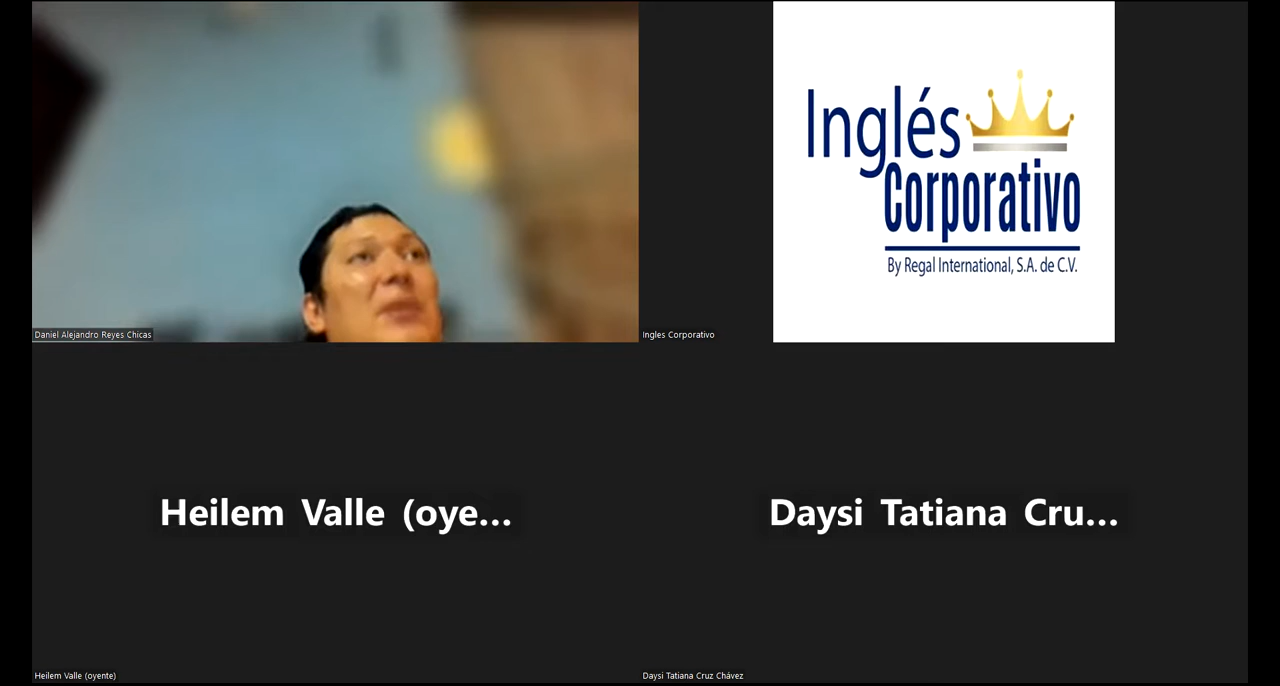 Daniel Alejandro Reyes Chicas
Inglés
Corporativo
By Regal International, S.A. de C.V.
Ingles Corporativo
Heilem Valle (oye...
Daysi Tatiana Cru...
Heilem Valle (oyente)
Daysi Tatiana Cruz Chávez